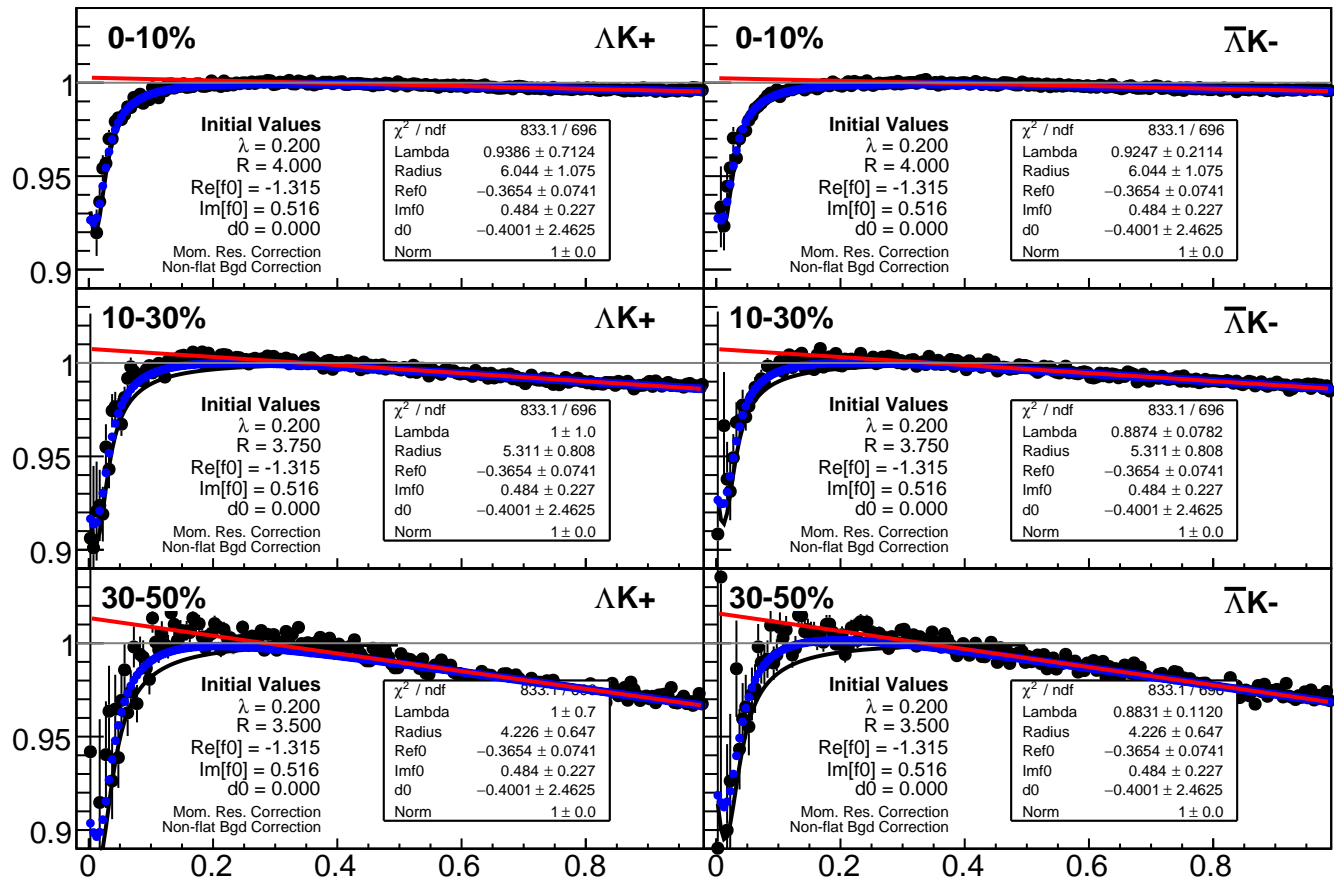 0-10%
ΛK+
1
0.95
0.9
Initial Values
λ = 0.200
R = 4.000
Re[f0] = -1.315
Im[f0] = 0.516
d0 = 0.000
Mom. Res. Correction
Non-flat Bgd Correction
χ² / ndf 833.1 / 696
Lambda 0.9386 ± 0.7124
Radius 6.044 ± 1.075
Ref0 −0.3654 ± 0.0741
Imf0 0.484 ± 0.227
d0 −0.4001 ± 2.4625
Norm 1 ± 0.0
0-10%
Λ̅K-
Initial Values
λ = 0.200
R = 4.000
Re[f0] = -1.315
Im[f0] = 0.516
d0 = 0.000
Mom. Res. Correction
Non-flat Bgd Correction
χ² / ndf 833.1 / 696
Lambda 0.9247 ± 0.2114
Radius 6.044 ± 1.075
Ref0 −0.3654 ± 0.0741
Imf0 0.484 ± 0.227
d0 −0.4001 ± 2.4625
Norm 1 ± 0.0
10-30%
ΛK+
1
0.95
0.9
Initial Values
λ = 0.200
R = 3.750
Re[f0] = -1.315
Im[f0] = 0.516
d0 = 0.000
Mom. Res. Correction
Non-flat Bgd Correction
χ² / ndf 833.1 / 696
Lambda 1 ± 1.0
Radius 5.311 ± 0.808
Ref0 −0.3654 ± 0.0741
Imf0 0.484 ± 0.227
d0 −0.4001 ± 2.4625
Norm 1 ± 0.0
10-30%
Λ̅K-
Initial Values
λ = 0.200
R = 3.750
Re[f0] = -1.315
Im[f0] = 0.516
d0 = 0.000
Mom. Res. Correction
Non-flat Bgd Correction
χ² / ndf 833.1 / 696
Lambda 0.8874 ± 0.0782
Radius 5.311 ± 0.808
Ref0 −0.3654 ± 0.0741
Imf0 0.484 ± 0.227
d0 −0.4001 ± 2.4625
Norm 1 ± 0.0
30-50%
ΛK+
1
0.95
0.9
Initial Values
λ = 0.200
R = 3.500
Re[f0] = -1.315
Im[f0] = 0.516
d0 = 0.000
Mom. Res. Correction
Non-flat Bgd Correction
χ² / ndf 833.1
Lambda 1 ± 0.7
Radius 4.226 ± 0.647
Ref0 −0.3654 ± 0.0741
Imf0 0.484 ± 0.227
d0 −0.4001 ± 2.4625
Norm 1 ± 0.0
30-50%
Λ̅K-
Initial Values
λ = 0.200
R = 3.500
Re[f0] = -1.315
Im[f0] = 0.516
d0 = 0.000
Mom. Res. Correction
Non-flat Bgd Correction
χ² / ndf 833.1 / 696
Lambda 0.8831 ± 0.1120
Radius 4.226 ± 0.647
Ref0 −0.3654 ± 0.0741
Imf0 0.484 ± 0.227
d0 −0.4001 ± 2.4625
Norm 1 ± 0.0
0 0.2 0.4 0.6 0.8 0 0.2 0.4 0.6 0.8